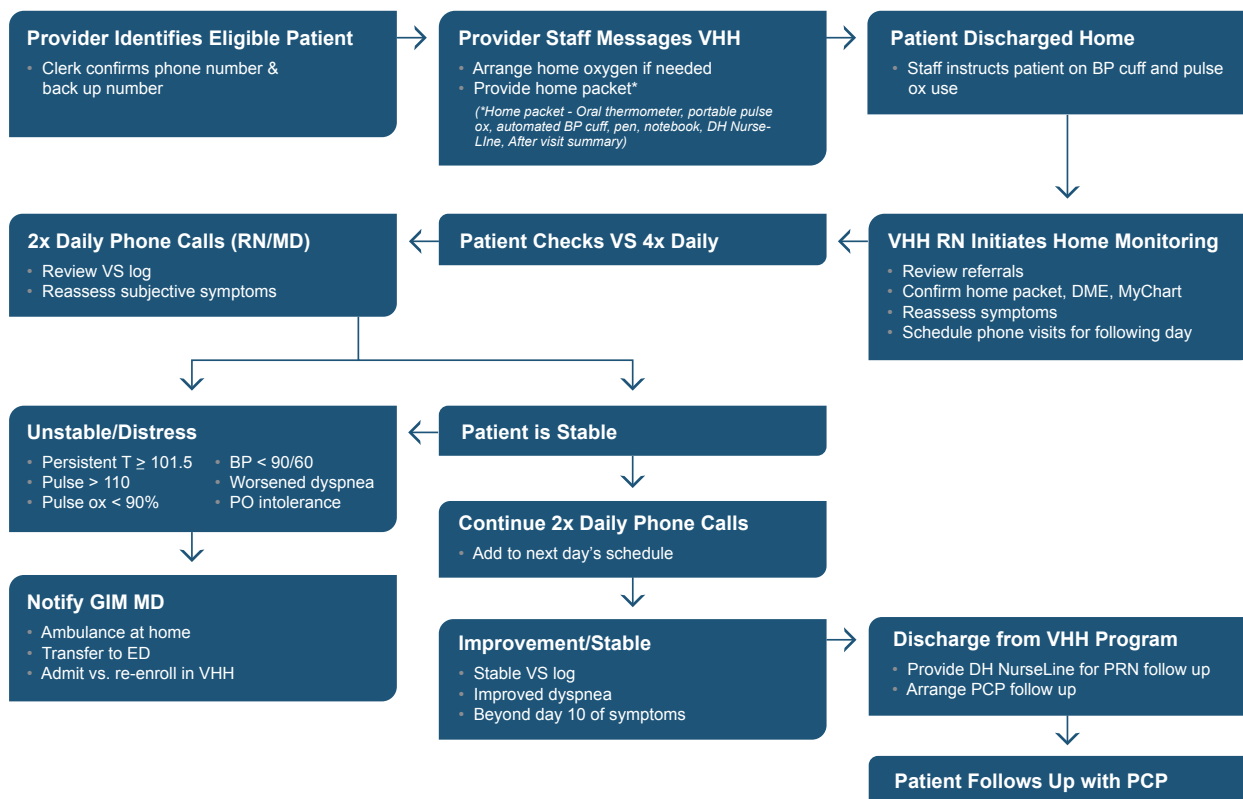 Provider Identifies Eligible Patient
• Clerk confirms phone number &
back up number
Provider Staff Messages VHH
• Arrange home oxygen if needed
• Provide home packet*
(*Home packet - Oral thermometer, portable pulse
ox, automated BP cuff, pen, notebook, DH Nurse-
LIne, After visit summary)
Patient Discharged Home
• Staff instructs patient on BP cuff and pulse
ox use
VHH RN Initiates Home Monitoring
• Review referrals
• Confirm home packet, DME, MyChart
• Reassess symptoms
• Schedule phone visits for following day
Patient Checks VS 4x Daily
2x Daily Phone Calls (RN/MD)
• Review VS log
• Reassess subjective symptoms
Unstable/Distress
• Persistent T ≥ 101.5
• Pulse > 110
• Pulse ox < 90%
• BP < 90/60
• Worsened dyspnea
• PO intolerance
Patient is Stable
Continue 2x Daily Phone Calls
• Add to next day's schedule
Notify GIM MD
• Ambulance at home
• Transfer to ED
• Admit vs. re-enroll in VHH
Improvement/Stable
• Stable VS log
• Improved dyspnea
• Beyond day 10 of symptoms
Discharge from VHH Program
• Provide DH NurseLine for PRN follow up
• Arrange PCP follow up
Patient Follows Up with PCP